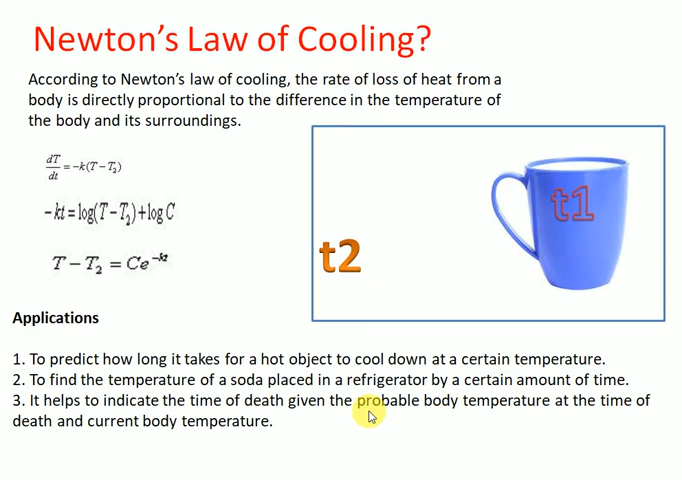 Newton's Law of Cooling?
According to Newton's law of cooling, the rate of loss of heat from a
body is directly proportional to the difference in the temperature of
the body and its surroundings.
dT/dt = -k(T - T₂)
-kt = log(T - T₂) + log C
T - T₂ = Ce^(-kt)
t1
t2
Applications
1. To predict how long it takes for a hot object to cool down at a certain temperature.
2. To find the temperature of a soda placed in a refrigerator by a certain amount of time.
3. It helps to indicate the time of death given the probable body temperature at the time of
death and current body temperature.